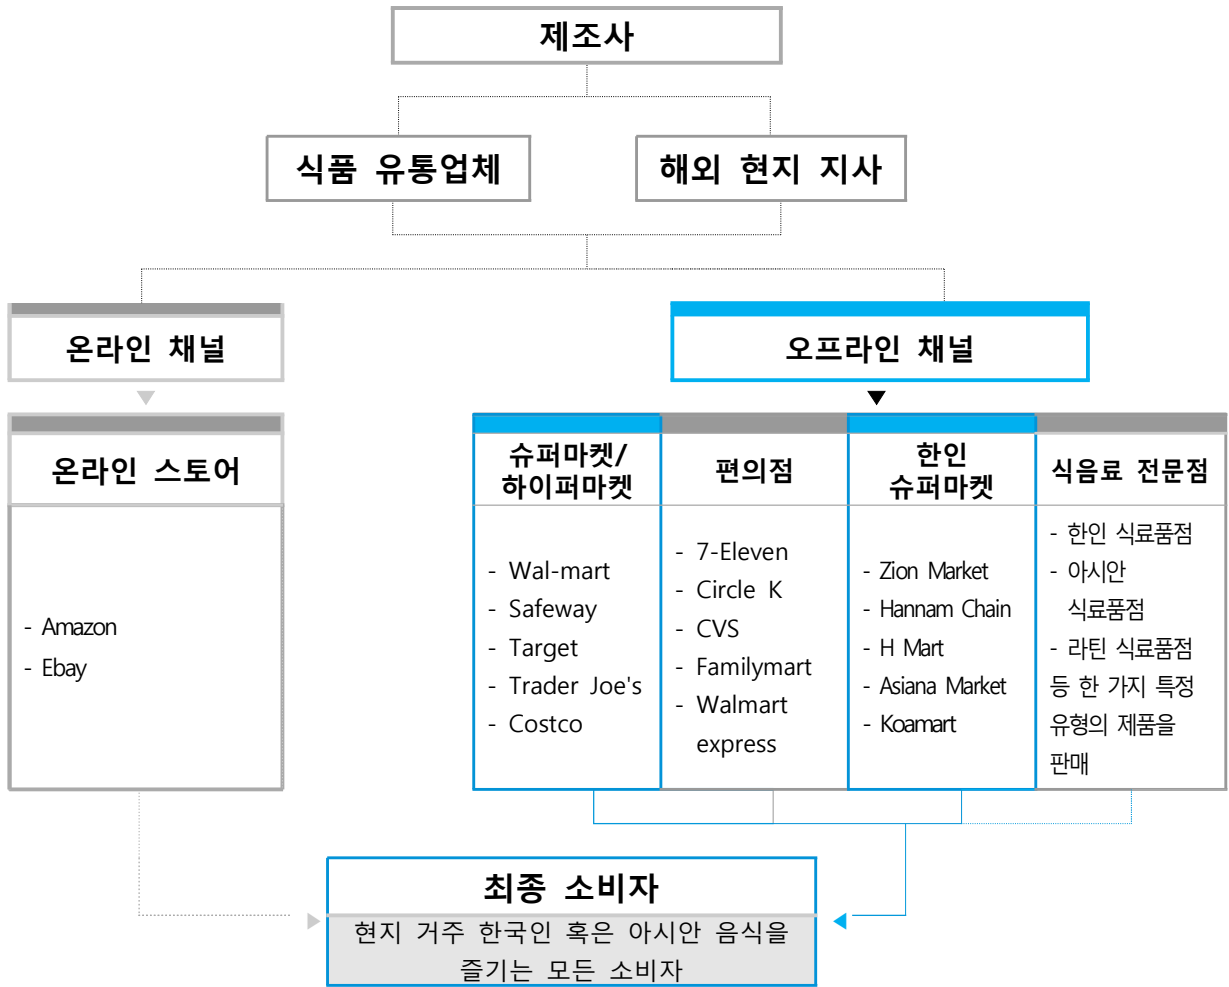 제조사
식품 유통업체
해외 현지 지사
온라인 채널
오프라인 채널
온라인 스토어
- Amazon
- Ebay
슈퍼마켓/
하이퍼마켓
- Wal-mart
- Safeway
- Target
- Trader Joe's
- Costco
편의점
- 7-Eleven
- Circle K
- CVS
- Familymart
- Walmart
express
한인
슈퍼마켓
- Zion Market
- Hannam Chain
- H Mart
- Asiana Market
- Koamart
식음료 전문점
- 한인 식료품점
- 아시안
식료품점
- 라틴 식료품점
등 한 가지 특정
유형의 제품을
판매
최종 소비자
현지 거주 한국인 혹은 아시안 음식을
즐기는 모든 소비자